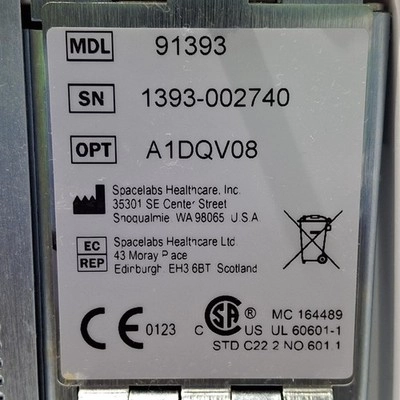 MDL 91393
SN 1393-002740
OPT A1DQV08
Spacelabs Healthcare, Inc.
35301 SE Center Street
Snoqualmie, WA 98065 U.S.A
EC REP
Spacelabs Healthcare Ltd
43 Moray Place
Edinburgh, EH3 6BT Scotland
CE 0123
C SA ® US
MC 164489
UL 60601-1
STD C22.2 NO 601.1